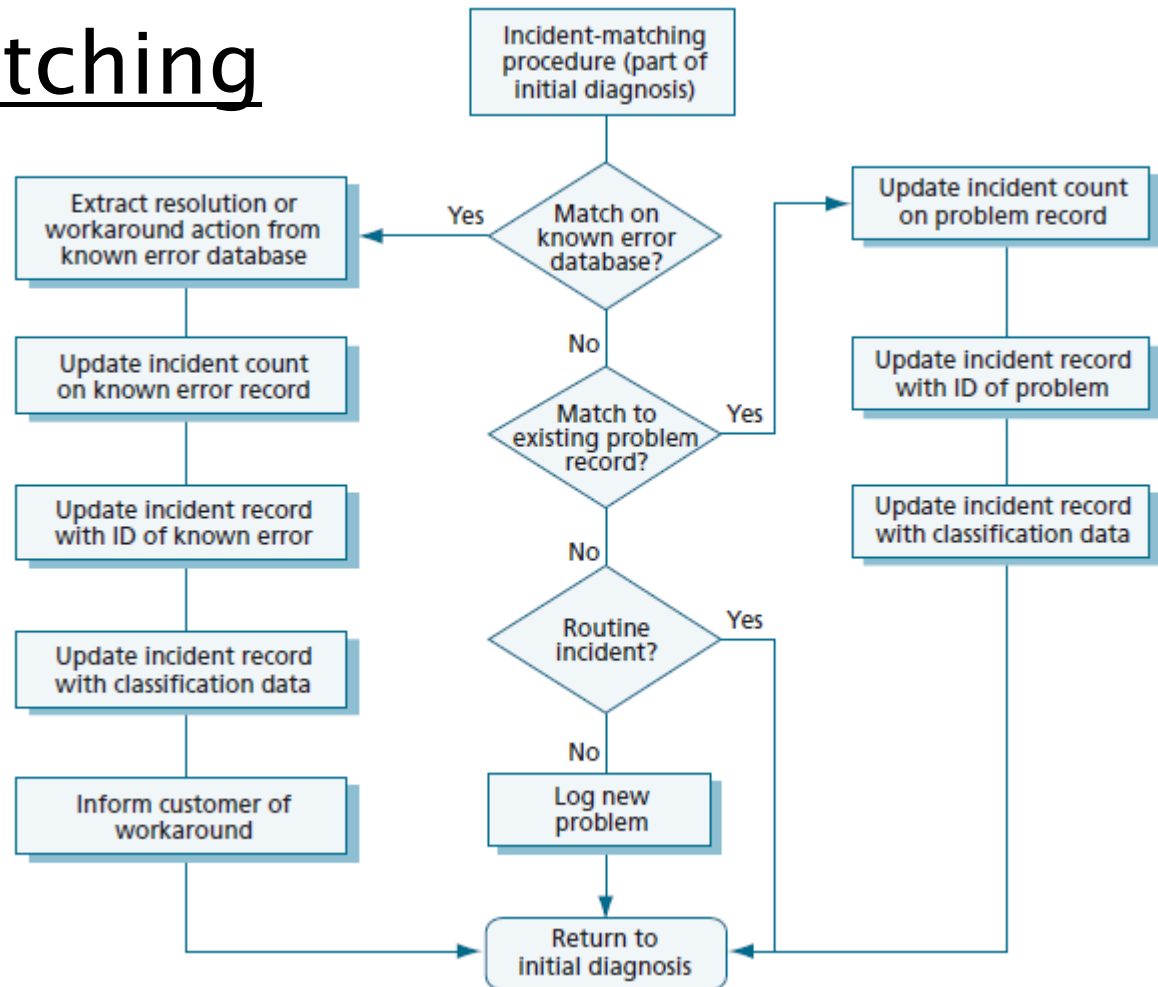 tching
Incident-matching
procedure (part of
initial diagnosis)
Extract resolution or
workaround action from
known error database
Yes
Match on
known error
database?
Update incident count
on problem record
No
Update incident count
on known error record
Match to
existing problem
record?
Yes
Update incident record
with ID of problem
Update incident record
with ID of known error
No
Update incident record
with classification data
Routine
incident?
Yes
Update incident record
with classification data
No
Inform customer of
workaround
Log new
problem
Return to
initial diagnosis